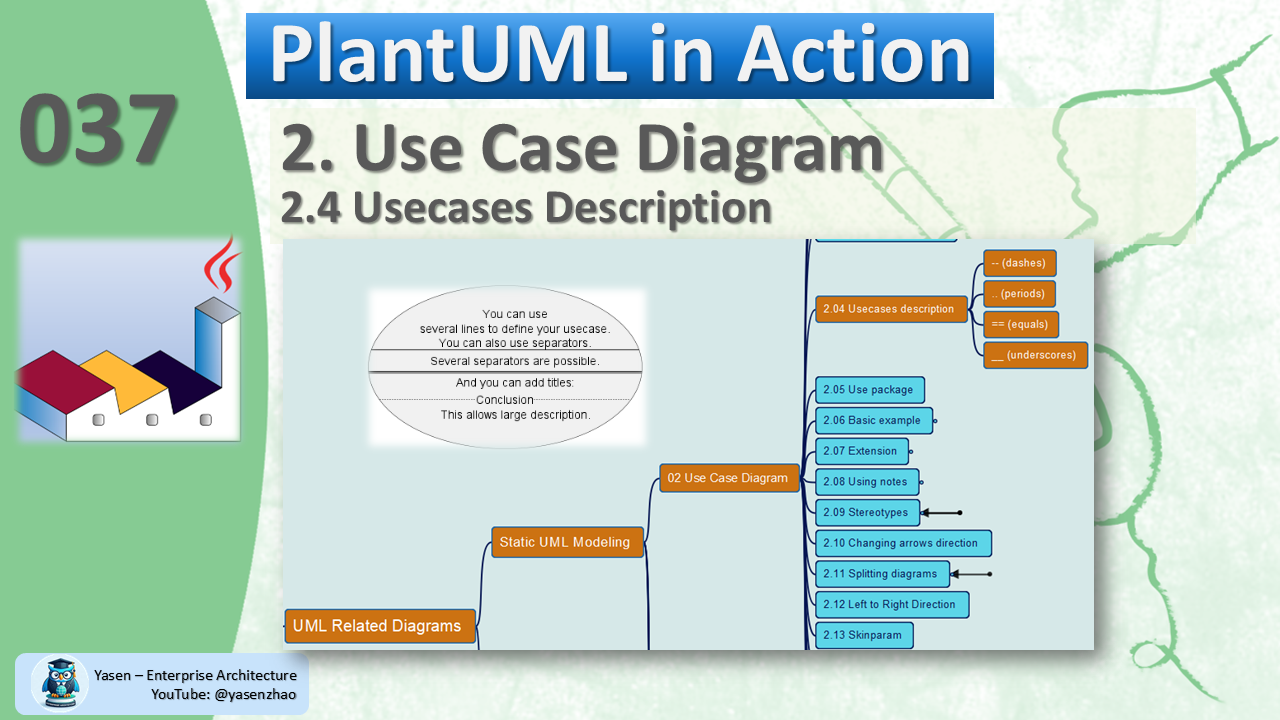 PlantUML in Action
037
2. Use Case Diagram
2.4 Usecases Description
You can use
several lines to define your usecase.
You can also use separators.
Several separators are possible.
And you can add titles:
Conclusion
This allows large description.
UML Related Diagrams
Static UML Modeling
02 Use Case Diagram
2.04 Usecases description
-- (dashes)
.. (periods)
== (equals)
__ (underscores)
2.05 Use package
2.06 Basic example
2.07 Extension
2.08 Using notes
2.09 Stereotypes
2.10 Changing arrows direction
2.11 Splitting diagrams
2.12 Left to Right Direction
2.13 Skinparam
Yasen – Enterprise Architecture
YouTube: @yasenzhao